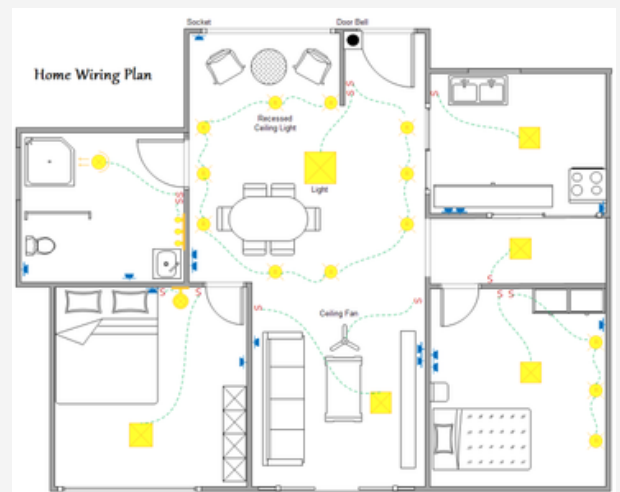 Socket
Door Bell
Home Wiring Plan
Recessed
Ceiling Light
Light
Ceiling Fan